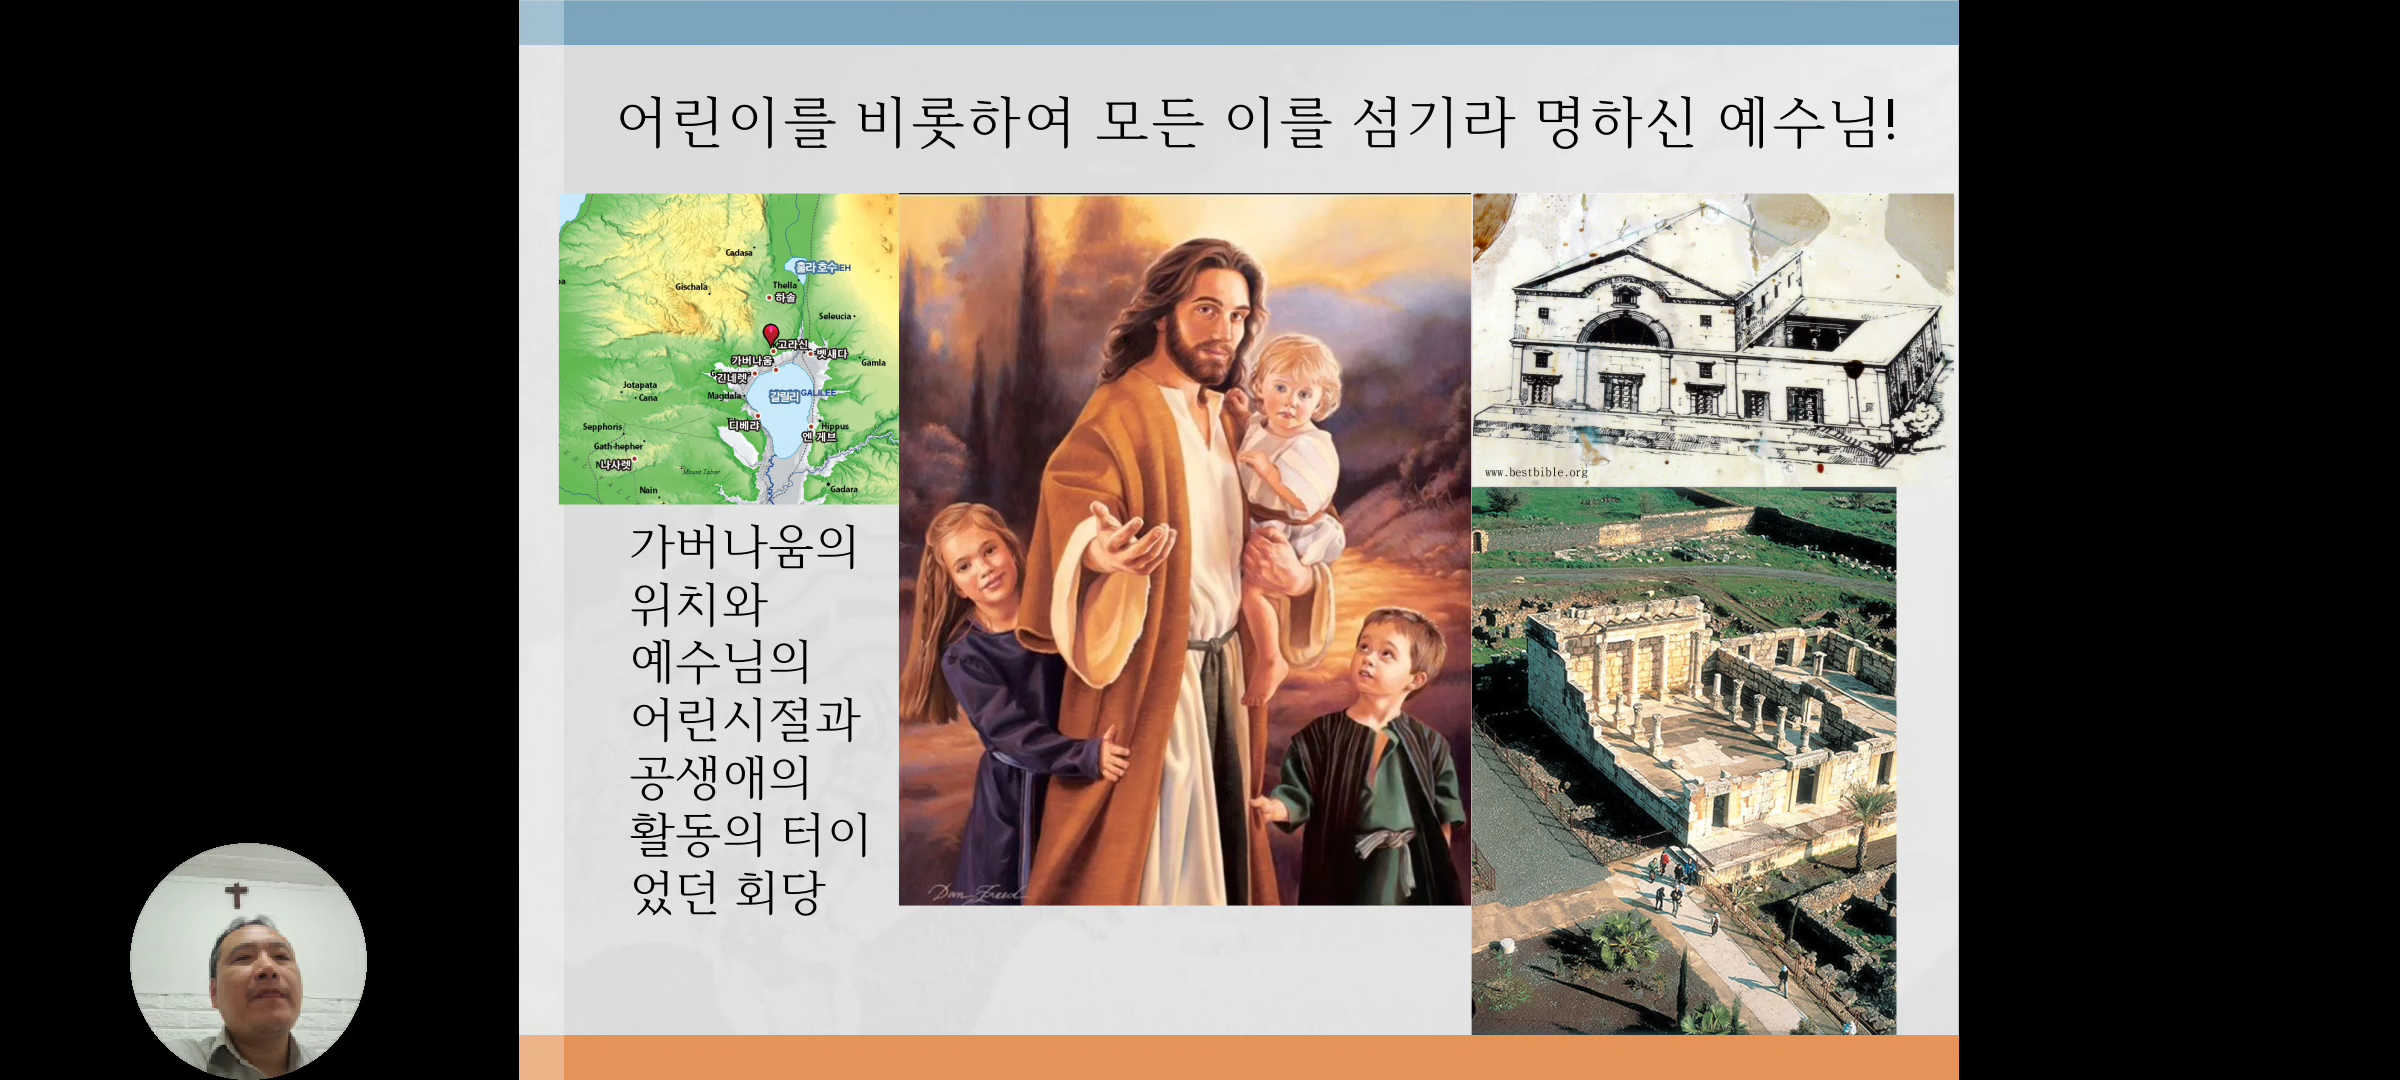 어린이를 비롯하여 모든 이를 섬기라 명하신 예수님!
Cadasa
훌라 호수 EH
Gischala
Thella
하솔
Seleucia
고라신
가버나움
벳새다
Gamla
긴네렛
Jotapata
Magdala
갈릴리 GALILEE
Cana
디베랴
Hippus
Sepphoris
엔 게브
Gath-hepher
나사렛
Mount Tabor
Nain
Gadara
가버나움의
위치와
예수님의
어린시절과
공생애의
활동의 터이
었던 회당
www.bestbible.org